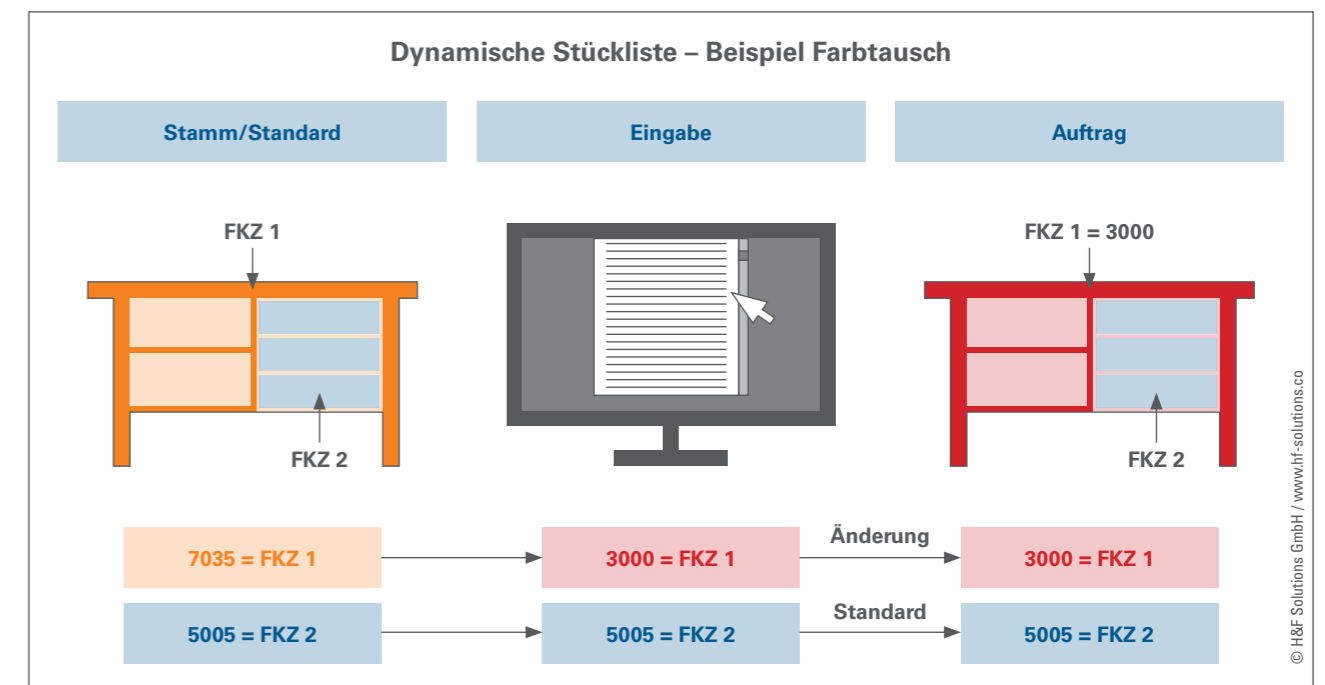 Dynamische Stückliste – Beispiel Farbtausch
Stamm/Standard
Eingabe
Auftrag
FKZ 1
FKZ 1 = 3000
FKZ 2
FKZ 2
7035 = FKZ 1
3000 = FKZ 1
Änderung
3000 = FKZ 1
5005 = FKZ 2
5005 = FKZ 2
Standard
5005 = FKZ 2
© H&F Solutions GmbH / www.hf-solutions.co